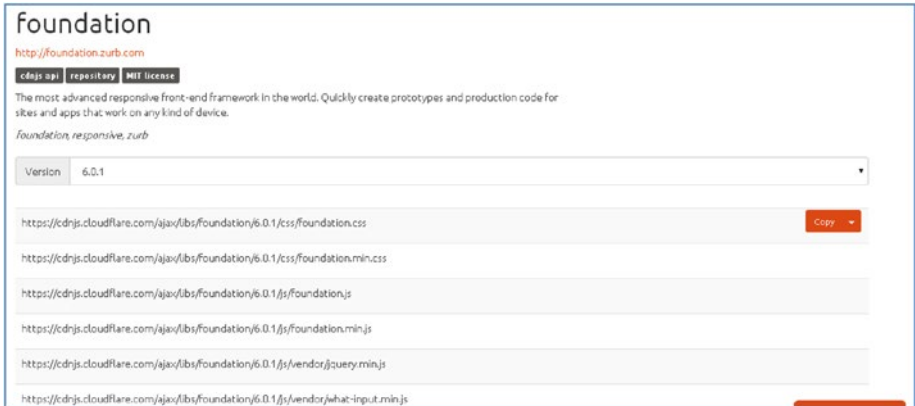 foundation
http://foundation.zurb.com
cdnjs api repository MIT license
The most advanced responsive front-end framework in the world. Quickly create prototypes and production code for
sites and apps that work on any kind of device.
foundation, responsive, zurb
Version 6.0.1
https://cdnjs.cloudflare.com/ajax/libs/foundation/6.0.1/css/foundation.css Copy
https://cdnjs.cloudflare.com/ajax/libs/foundation/6.0.1/css/foundation.min.css
https://cdnjs.cloudflare.com/ajax/libs/foundation/6.0.1/js/foundation.js
https://cdnjs.cloudflare.com/ajax/libs/foundation/6.0.1/js/foundation.min.js
https://cdnjs.cloudflare.com/ajax/libs/foundation/6.0.1/js/vendor/jquery.min.js
https://cdnjs.cloudflare.com/ajax/libs/foundation/6.0.1/js/vendor/what-input.min.js